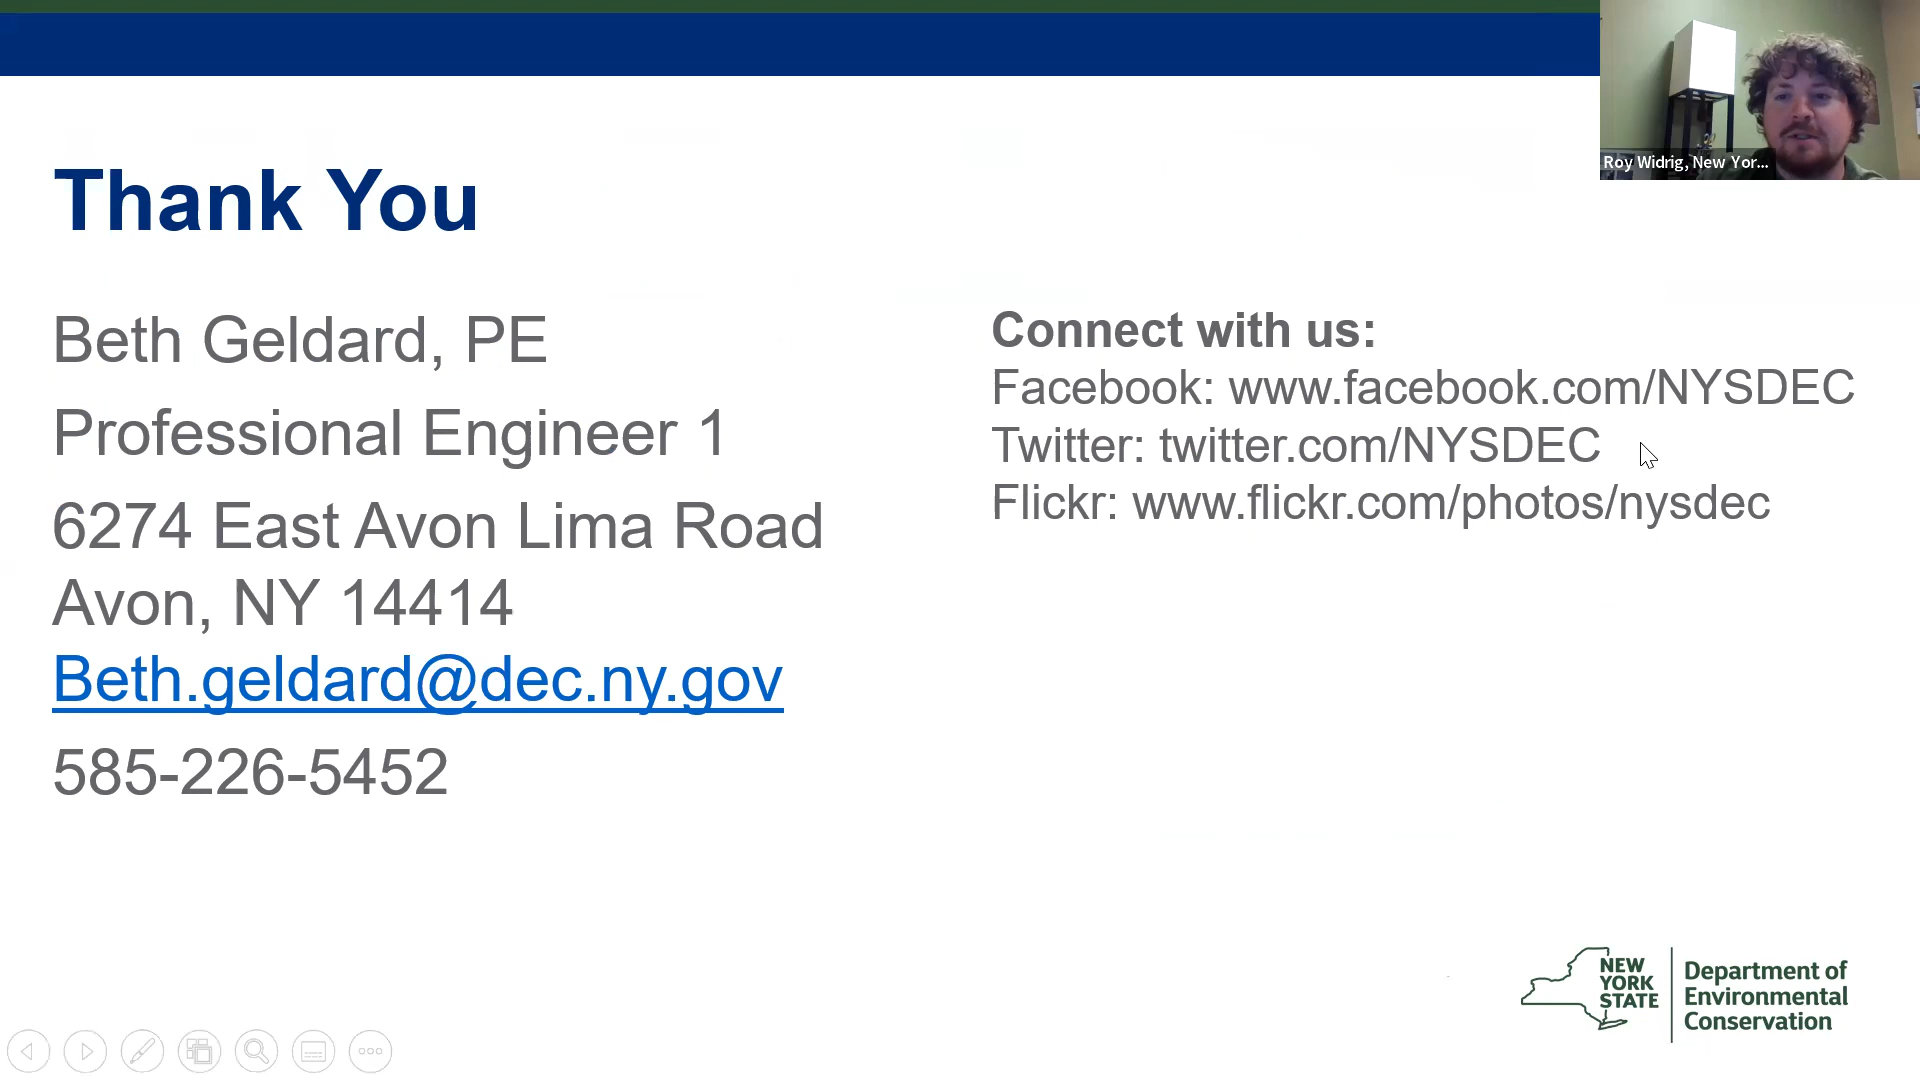 Thank You
Beth Geldard, PE
Professional Engineer 1
6274 East Avon Lima Road
Avon, NY 14414
Beth.geldard@dec.ny.gov
585-226-5452
Connect with us:
Facebook: www.facebook.com/NYSDEC
Twitter: twitter.com/NYSDEC
Flickr: www.flickr.com/photos/nysdec
Roy Widrig, New Yor...
NEW
YORK
STATE
Department of
Environmental
Conservation